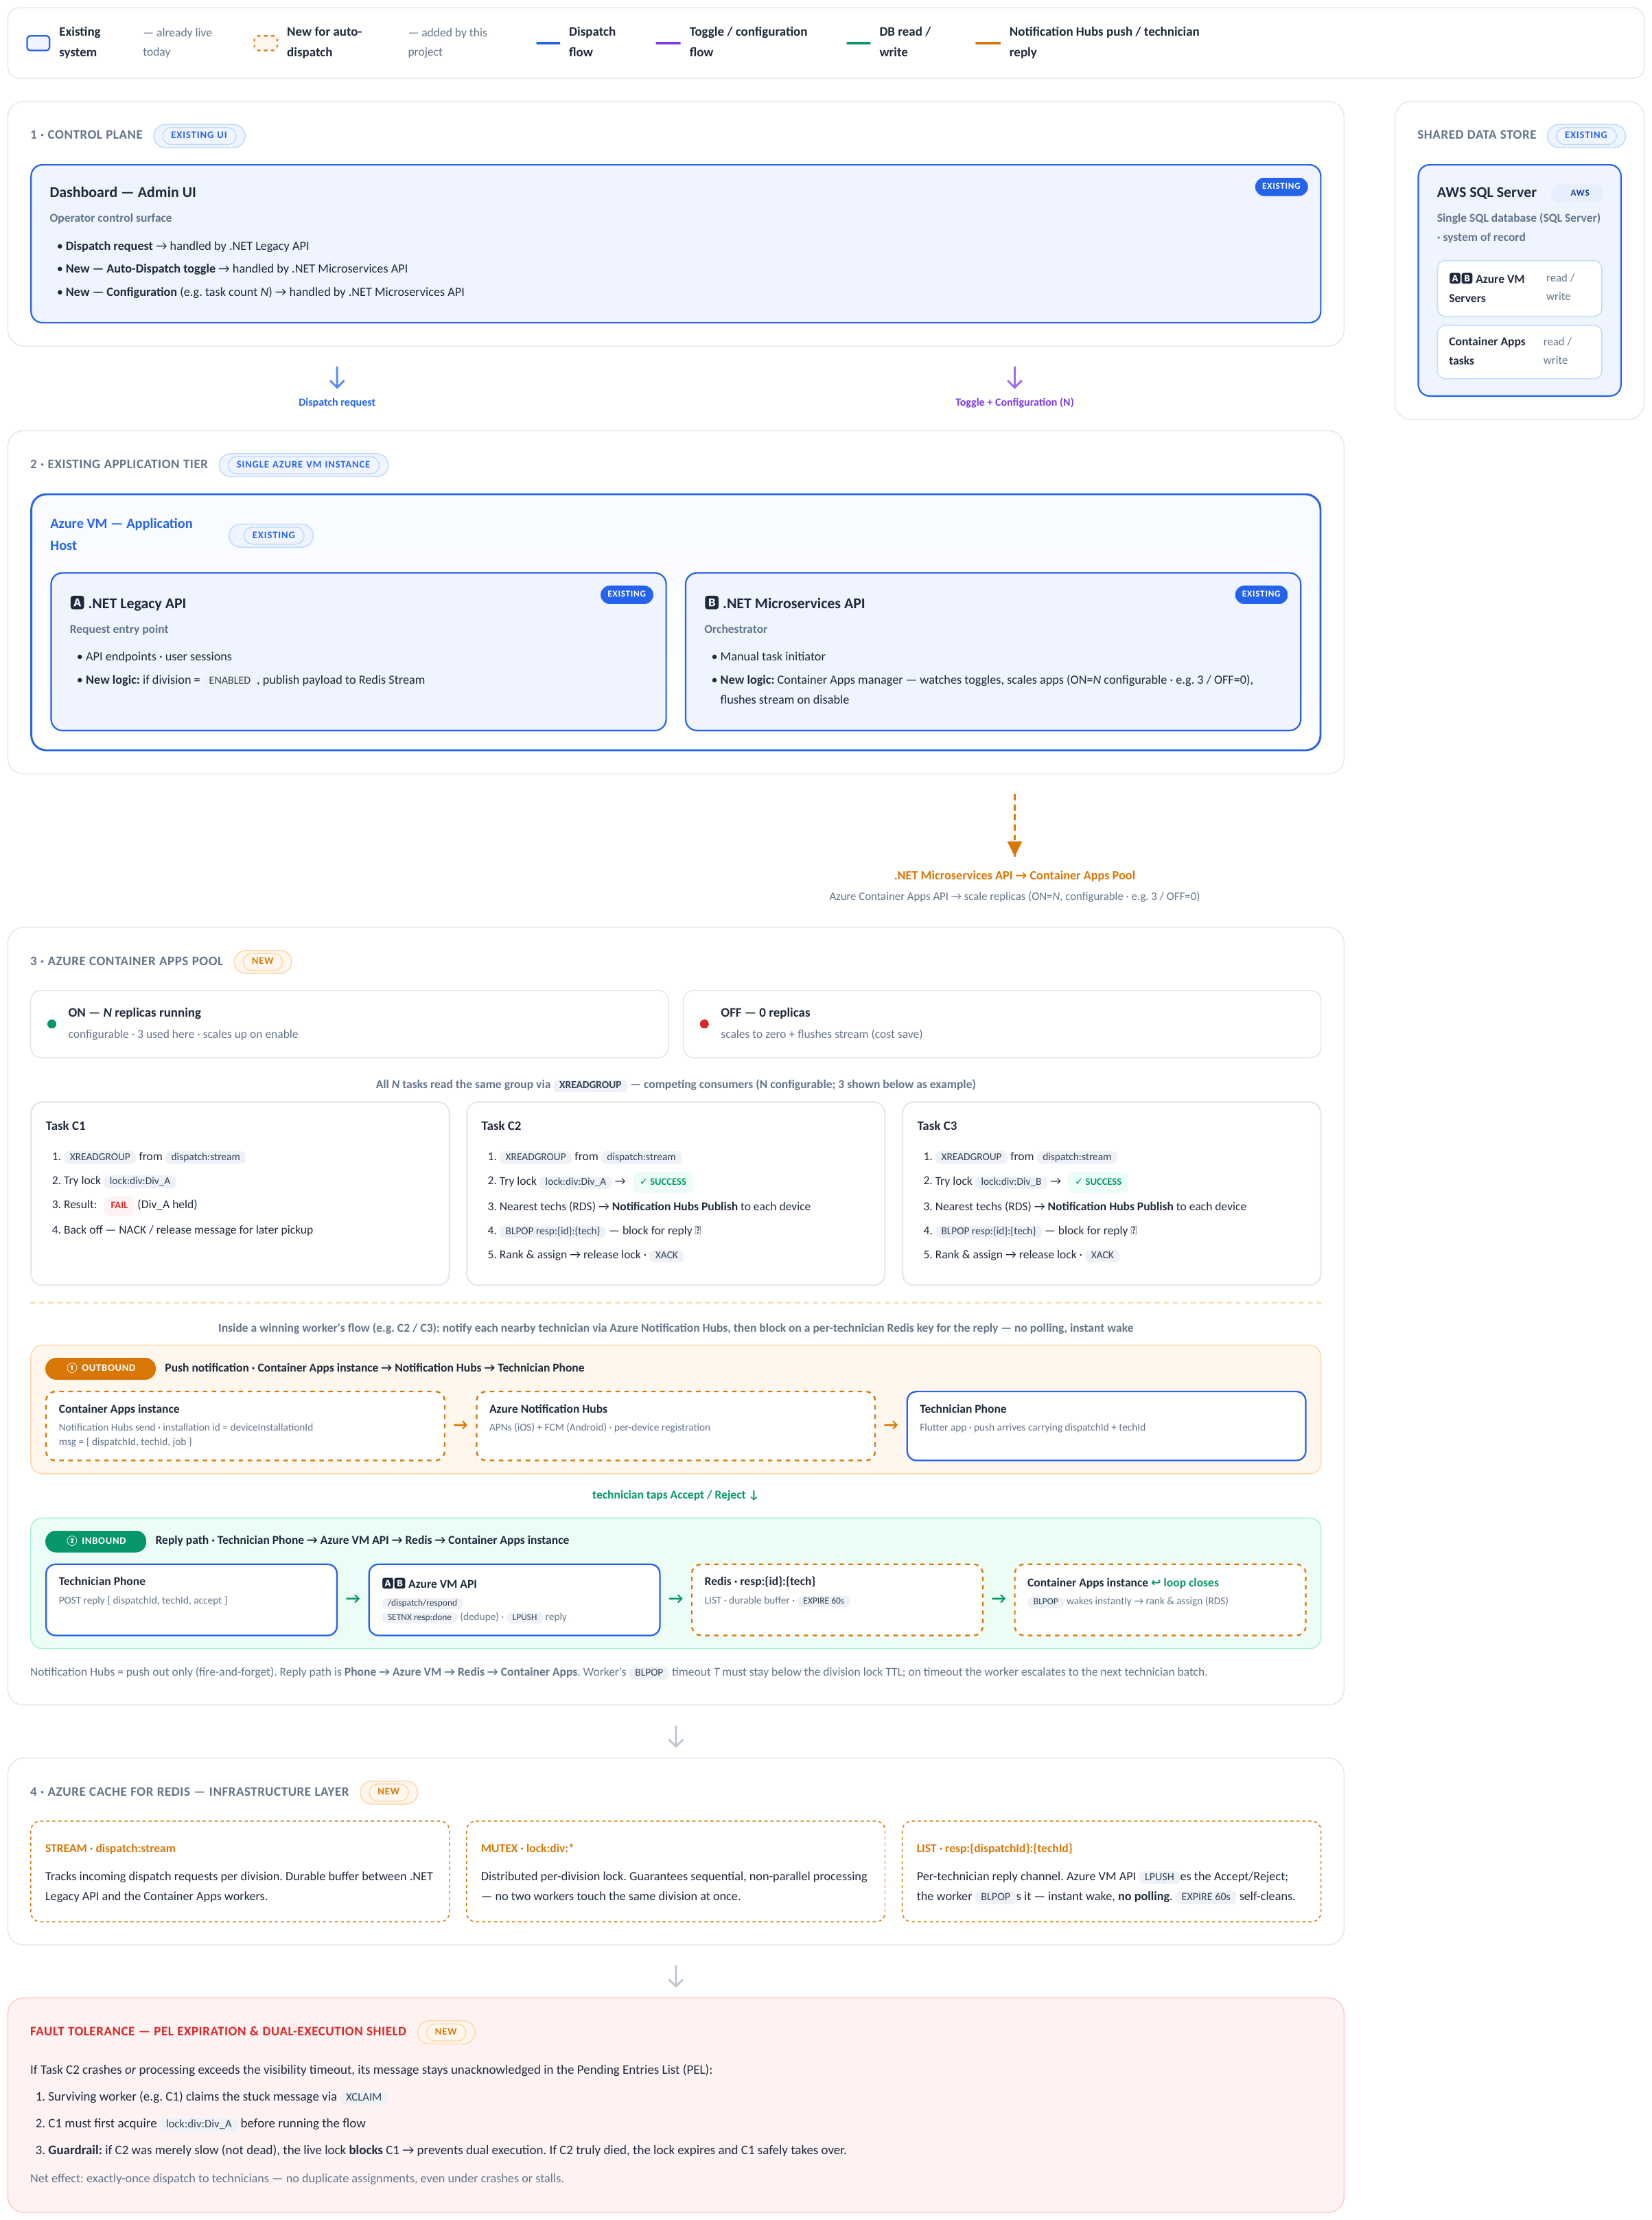 Existing system — already live today
New for auto-dispatch — added by this project
Dispatch flow
Toggle / configuration flow
DB read / write
Notification Hubs push / technician reply
1 · CONTROL PLANE EXISTING UI
Dashboard — Admin UI EXISTING
Operator control surface
• Dispatch request → handled by .NET Legacy API
• New — Auto-Dispatch toggle → handled by .NET Microservices API
• New — Configuration (e.g. task count N) → handled by .NET Microservices API
SHARED DATA STORE EXISTING
AWS SQL Server AWS
Single SQL database (SQL Server)
· system of record
🅰🅱 Azure VM Servers read / write
Container Apps tasks read / write
↓ ↓
Dispatch request Toggle + Configuration (N)
2 · EXISTING APPLICATION TIER SINGLE AZURE VM INSTANCE
Azure VM — Application
Host EXISTING
🅰 .NET Legacy API EXISTING
Request entry point
• API endpoints · user sessions
• New logic: if division = ENABLED , publish payload to Redis Stream
🅱 .NET Microservices API EXISTING
Orchestrator
• Manual task initiator
• New logic: Container Apps manager — watches toggles, scales apps (ON=N configurable · e.g. 3 / OFF=0),
flushes stream on disable
.NET Microservices API → Container Apps Pool
Azure Container Apps API → scale replicas (ON=N, configurable · e.g. 3 / OFF=0)
3 · AZURE CONTAINER APPS POOL NEW
ON — N replicas running
configurable · 3 used here · scales up on enable
OFF — 0 replicas
scales to zero + flushes stream (cost save)
All N tasks read the same group via XREADGROUP — competing consumers (N configurable; 3 shown below as example)
Task C1
1. XREADGROUP from dispatch:stream
2. Try lock lock:div:Div_A
3. Result: FAIL (Div_A held)
4. Back off — NACK / release message for later pickup
Task C2
1. XREADGROUP from dispatch:stream
2. Try lock lock:div:Div_A → ✓ SUCCESS
3. Nearest techs (RDS) → Notification Hubs Publish to each device
4. BLPOP resp:{id}:{tech} — block for reply
5. Rank & assign → release lock · XACK
Task C3
1. XREADGROUP from dispatch:stream
2. Try lock lock:div:Div_B → ✓ SUCCESS
3. Nearest techs (RDS) → Notification Hubs Publish to each device
4. BLPOP resp:{id}:{tech} — block for reply
5. Rank & assign → release lock · XACK
Inside a winning worker's flow (e.g. C2 / C3): notify each nearby technician via Azure Notification Hubs, then block on a per-technician Redis key for the reply — no polling, instant wake
① OUTBOUND Push notification · Container Apps instance → Notification Hubs → Technician Phone
Container Apps instance
Notification Hubs send · installation id = deviceInstallationId
msg = { dispatchId, techId, job }
→
Azure Notification Hubs
APNs (iOS) + FCM (Android) · per-device registration
→
Technician Phone
Flutter app · push arrives carrying dispatchId + techId
technician taps Accept / Reject ↓
② INBOUND Reply path · Technician Phone → Azure VM API → Redis → Container Apps instance
Technician Phone
POST reply { dispatchId, techId, accept }
→
🅰🅱 Azure VM API
/dispatch/respond
SETNX resp:done (dedupe) · LPUSH reply
→
Redis · resp:{id}:{tech}
LIST · durable buffer · EXPIRE 60s
→
Container Apps instance ↩ loop closes
BLPOP wakes instantly → rank & assign (RDS)
Notification Hubs = push out only (fire-and-forget). Reply path is Phone → Azure VM → Redis → Container Apps. Worker's BLPOP timeout T must stay below the division lock TTL; on timeout the worker escalates to the next technician batch.
↓
4 · AZURE CACHE FOR REDIS — INFRASTRUCTURE LAYER NEW
STREAM · dispatch:stream
Tracks incoming dispatch requests per division. Durable buffer between .NET
Legacy API and the Container Apps workers.
MUTEX · lock:div:*
Distributed per-division lock. Guarantees sequential, non-parallel processing
— no two workers touch the same division at once.
LIST · resp:{dispatchId}:{techId}
Per-technician reply channel. Azure VM API LPUSH es the Accept/Reject;
the worker BLPOP s it — instant wake, no polling. EXPIRE 60s self-cleans.
↓
FAULT TOLERANCE — PEL EXPIRATION & DUAL-EXECUTION SHIELD NEW
If Task C2 crashes or processing exceeds the visibility timeout, its message stays unacknowledged in the Pending Entries List (PEL):
1. Surviving worker (e.g. C1) claims the stuck message via XCLAIM
2. C1 must first acquire lock:div:Div_A before running the flow
3. Guardrail: if C2 was merely slow (not dead), the live lock blocks C1 → prevents dual execution. If C2 truly died, the lock expires and C1 safely takes over.
Net effect: exactly-once dispatch to technicians — no duplicate assignments, even under crashes or stalls.